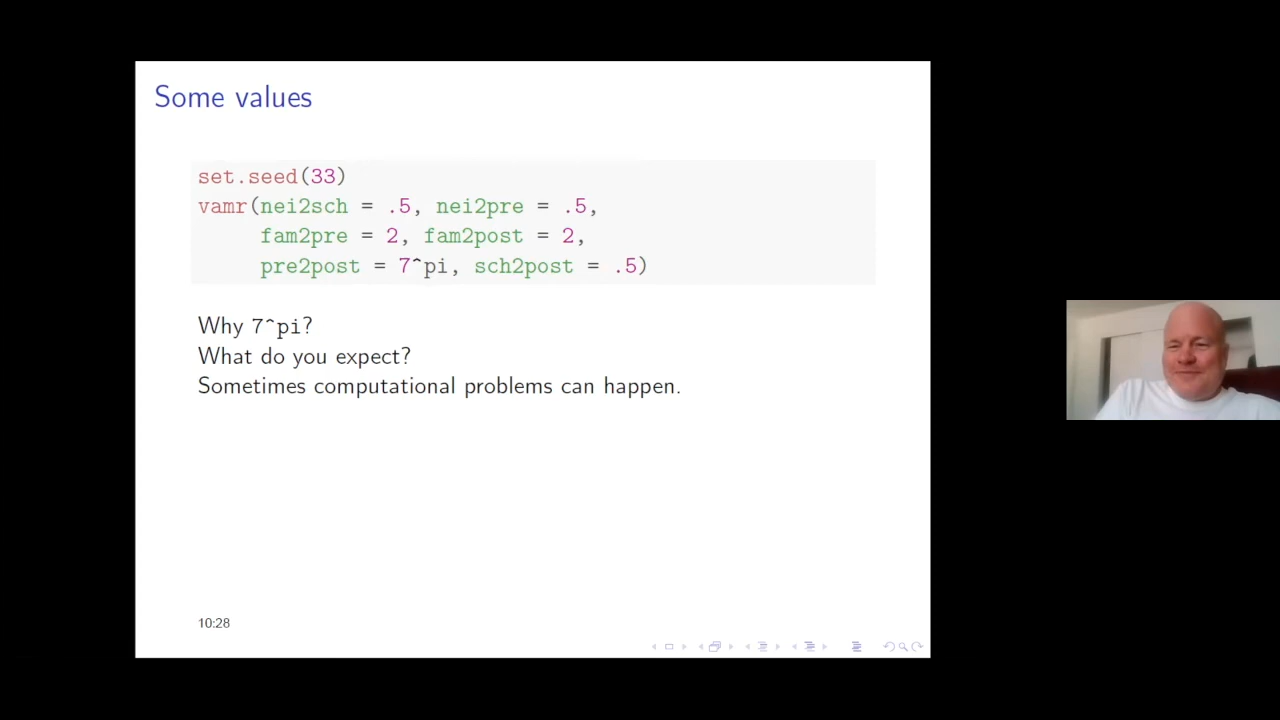 Some values
set.seed(33)
vamr(nei2sch = .5, nei2pre = .5,
fam2pre = 2, fam2post = 2,
pre2post = 7^pi, sch2post = .5)
Why 7^pi?
What do you expect?
Sometimes computational problems can happen.
10:28